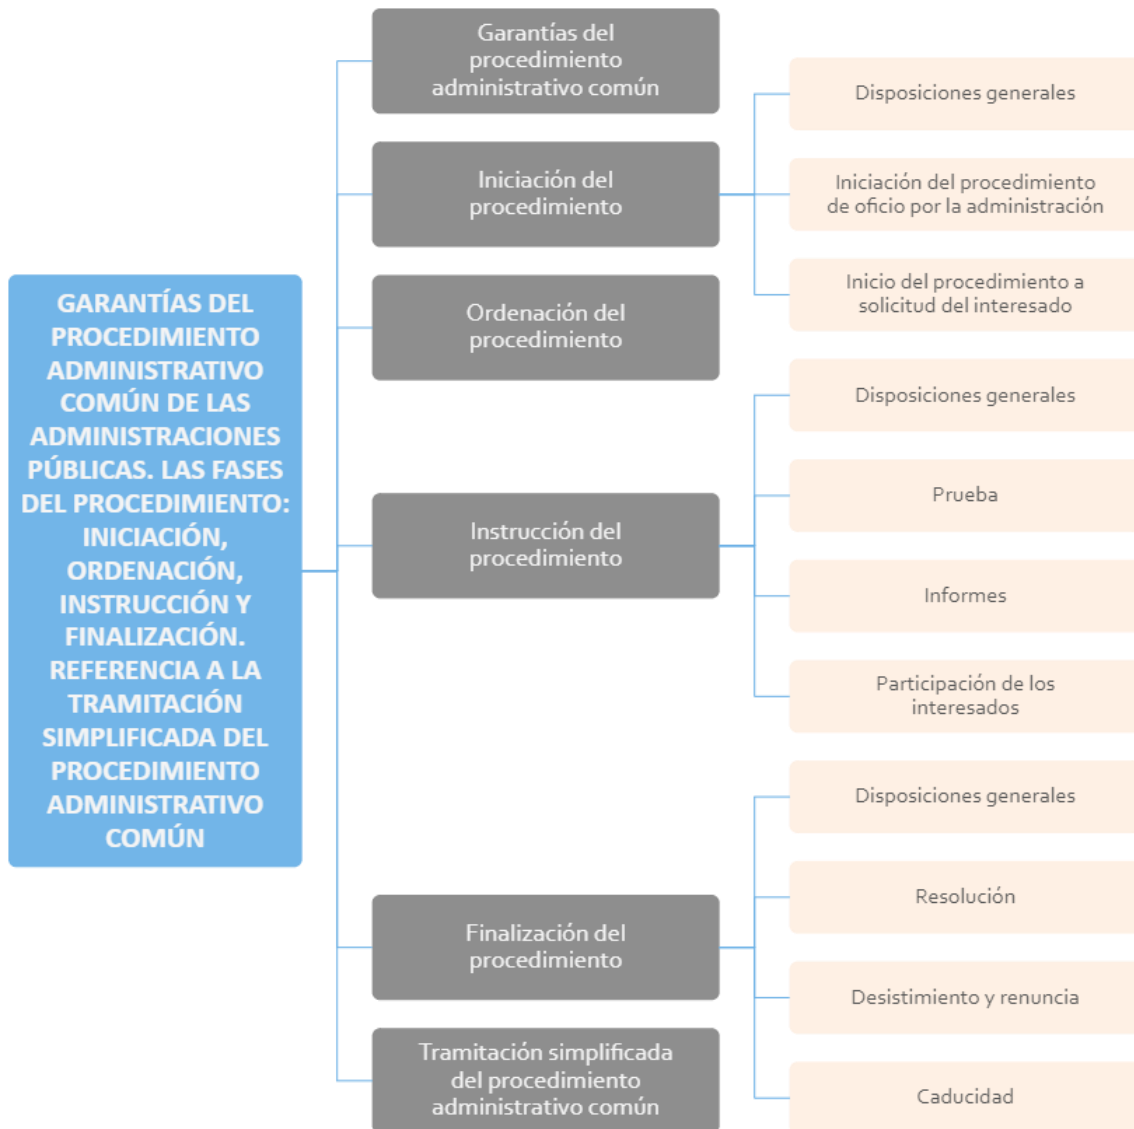 GARANTÍAS DEL
PROCEDIMIENTO
ADMINISTRATIVO
COMÚN DE LAS
ADMINISTRACIONES
PÚBLICAS. LAS FASES
DEL PROCEDIMIENTO:
INICIACIÓN,
ORDENACIÓN,
INSTRUCCIÓN Y
FINALIZACIÓN.
REFERENCIA A LA
TRAMITACIÓN
SIMPLIFICADA DEL
PROCEDIMIENTO
ADMINISTRATIVO
COMÚN
Garantías del
procedimiento
administrativo común
Iniciación del
procedimiento
Disposiciones generales
Iniciación del procedimiento
de oficio por la administración
Inicio del procedimiento a
solicitud del interesado
Ordenación del
procedimiento
Instrucción del
procedimiento
Disposiciones generales
Prueba
Informes
Participación de los
interesados
Finalización del
procedimiento
Disposiciones generales
Resolución
Desistimiento y renuncia
Caducidad
Tramitación simplificada
del procedimiento
administrativo común